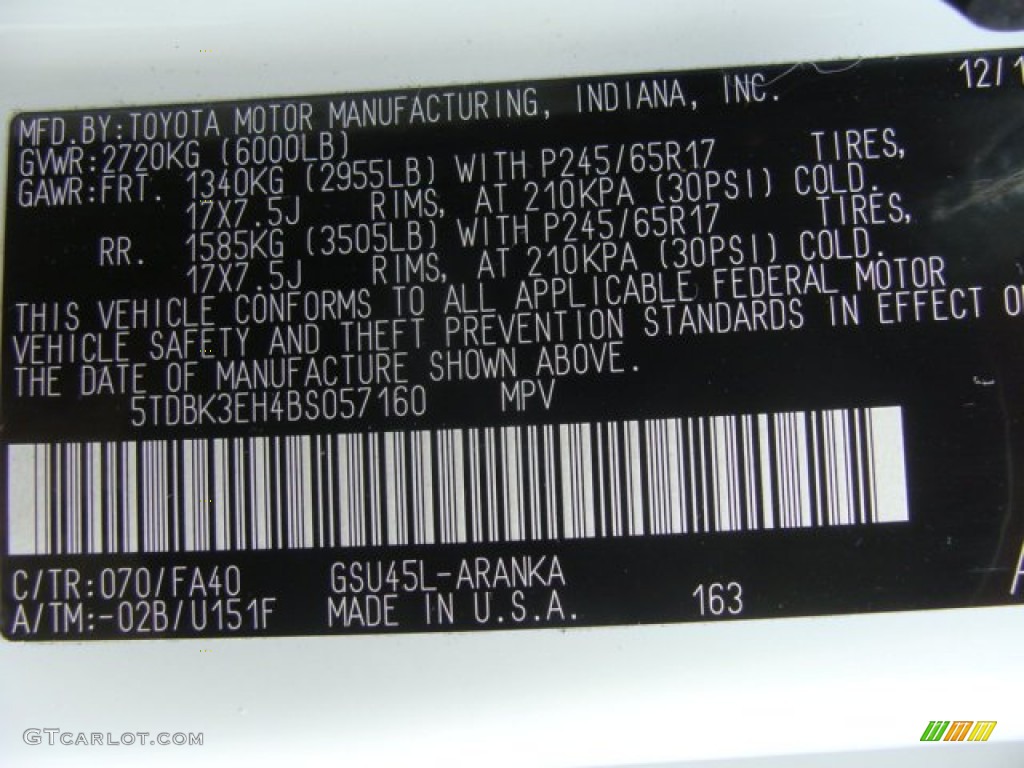 MFD.BY:TOYOTA MOTOR MANUFACTURING, INDIANA, INC. 12/1
GVWR:2720KG (6000LB)
GAWR:FRT. 1340KG (2955LB) WITH P245/65R17 TIRES,
17X7.5J RIMS, AT 210KPA (30PSI) COLD.
RR. 1585KG (3505LB) WITH P245/65R17 TIRES,
17X7.5J RIMS, AT 210KPA (30PSI) COLD.
THIS VEHICLE CONFORMS TO ALL APPLICABLE FEDERAL MOTOR
VEHICLE SAFETY AND THEFT PREVENTION STANDARDS IN EFFECT O
THE DATE OF MANUFACTURE SHOWN ABOVE.
5TDBK3EH4BS057160 MPV
C/TR:070/FA40 GSU45L-ARANKA
A/TM:-02B/U151F MADE IN U.S.A. 163
GTCARLOT.COM